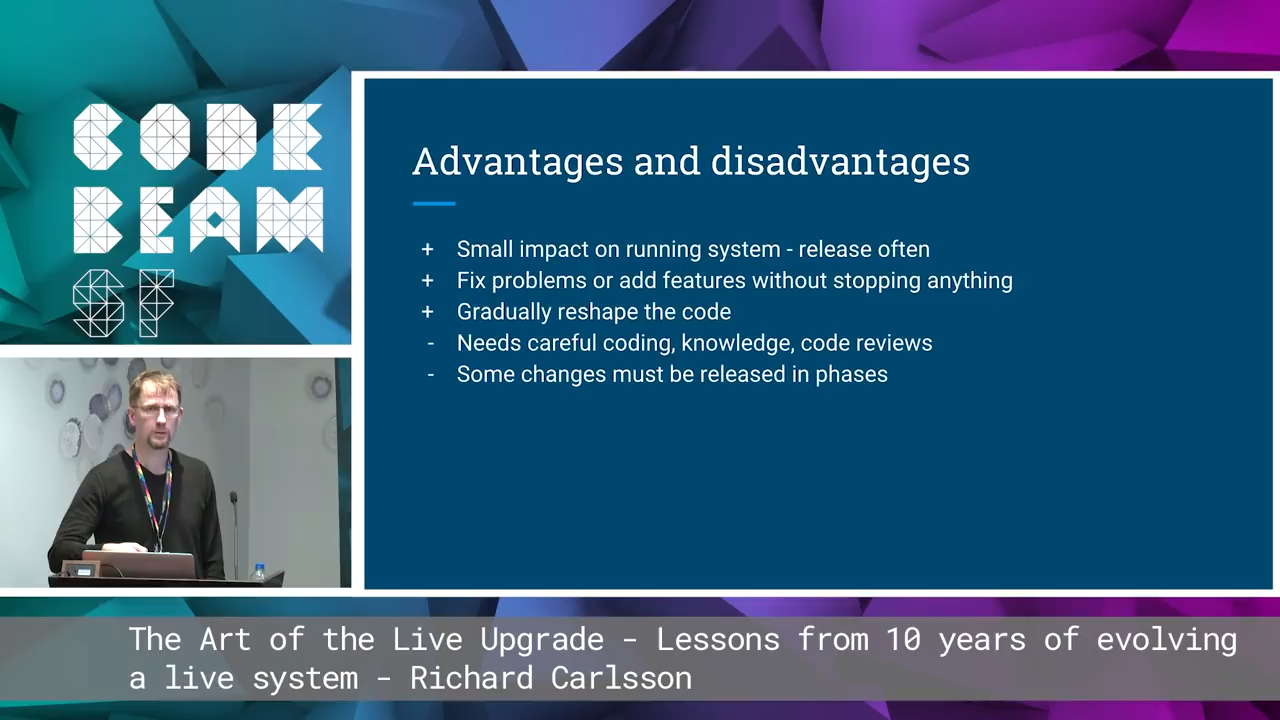 CODE
BEAM
SF
Advantages and disadvantages
+ Small impact on running system - release often
+ Fix problems or add features without stopping anything
+ Gradually reshape the code
- Needs careful coding, knowledge, code reviews
- Some changes must be released in phases
The Art of the Live Upgrade - Lessons from 10 years of evolving
a live system - Richard Carlsson